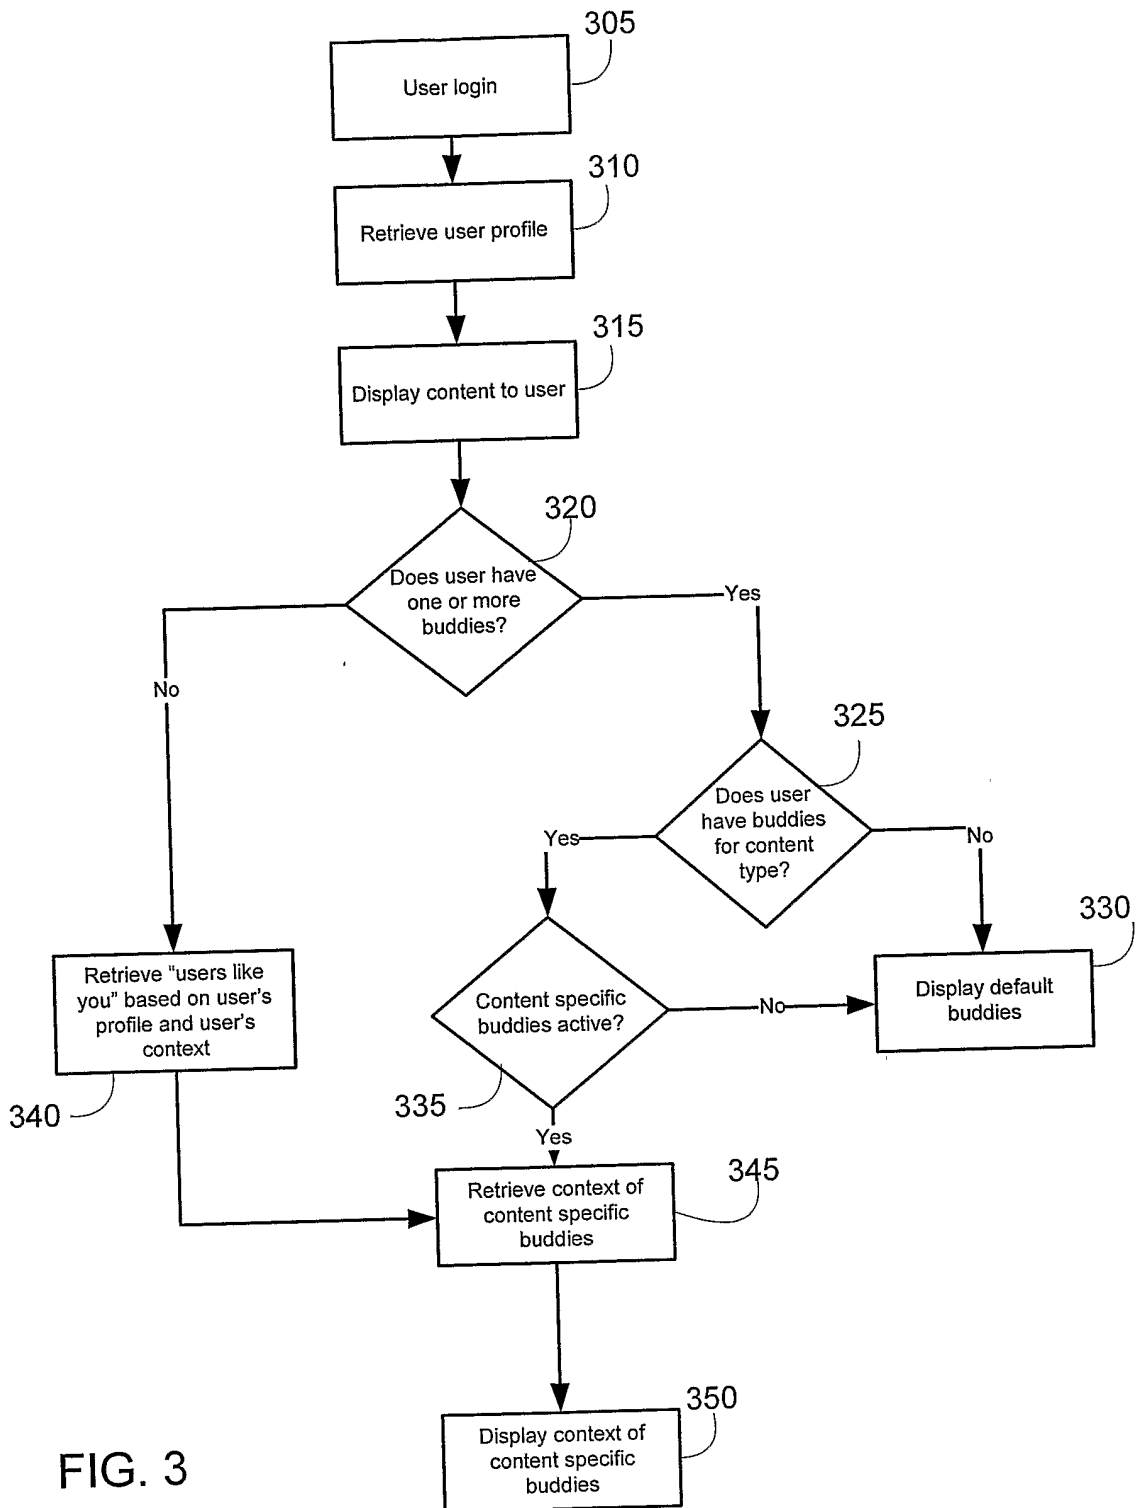 305
User login
310
Retrieve user profile
315
Display content to user
320
Does user have
one or more
buddies?
Yes
No
325
Does user
have buddies
for content
type?
Yes
No
330
Display default
buddies
Content specific
buddies active?
No
335
Yes
Retrieve “users like
you” based on user’s
profile and user’s
context
340
345
Retrieve context of
content specific
buddies
350
Display context of
content specific
buddies
FIG. 3